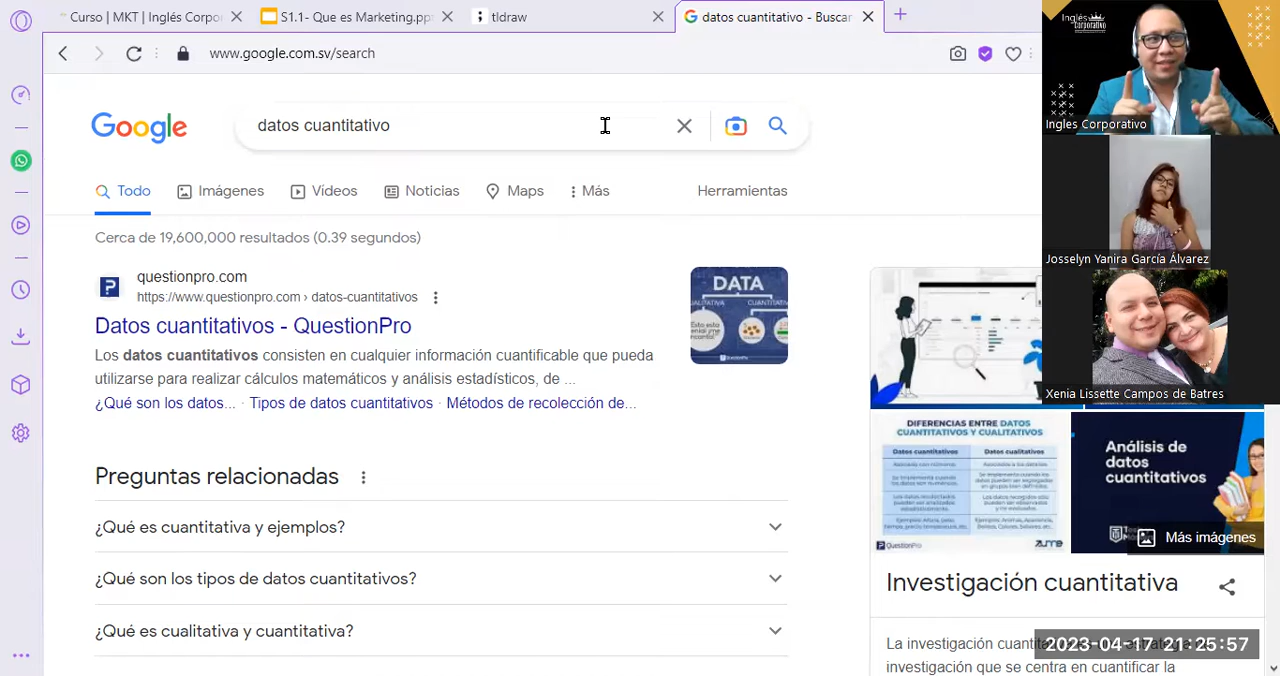 Curso | MKT | Inglés Corpo
S1.1- Que es Marketing.pp
tldraw
datos cuantitativo - Buscar
www.google.com.sv/search
Google
datos cuantitativo
Todo
Imágenes
Vídeos
Noticias
Maps
Más
Herramientas
Cerca de 19,600,000 resultados (0.39 segundos)
questionpro.com
https://www.questionpro.com › datos-cuantitativos
Datos cuantitativos - QuestionPro
Los datos cuantitativos consisten en cualquier información cuantificable que pueda
utilizarse para realizar cálculos matemáticos y análisis estadísticos, de ...
¿Qué son los datos... · Tipos de datos cuantitativos · Métodos de recolección de...
DATA
Preguntas relacionadas
¿Qué es cuantitativa y ejemplos?
¿Qué son los tipos de datos cuantitativos?
¿Qué es cualitativa y cuantitativa?
Inglés
Corporativo
Ingles Corporativo
Josselyn Yanira García Álvarez
Xenia Lissette Campos de Batres
DIFERENCIAS ENTRE DATOS
CUANTITATIVOS Y CUALITATIVOS
Datos cuantitativos
Datos cualitativos
QuestionPro
Análisis de
datos
cuantitativos
Más imágenes
Investigación cuantitativa
La investigación cuantit
investigación que se centra en cuantificar la
2023-04-17 21:25:57